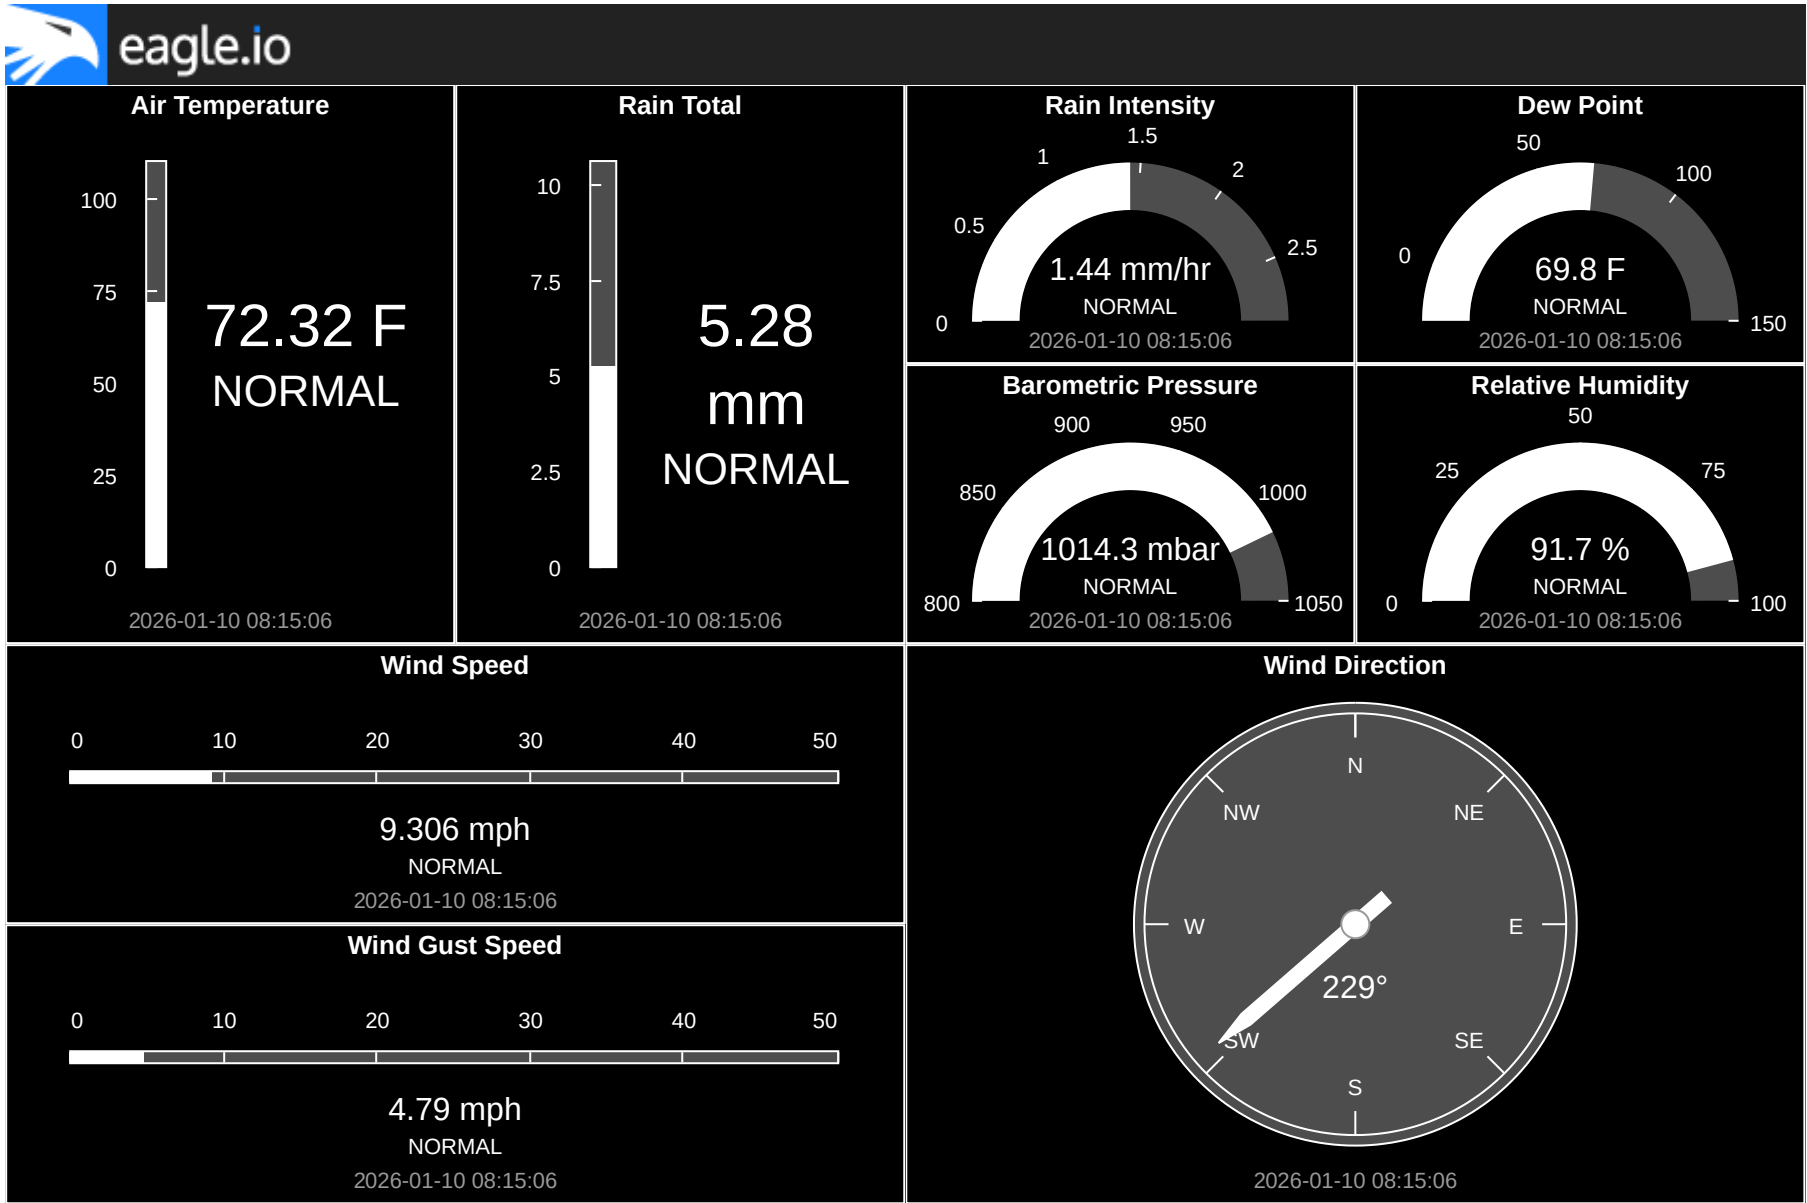 eagle.io
Air Temperature
100
75
50
25
0
72.32 F
NORMAL
2026-01-10 08:15:06
Rain Total
10
7.5
5
2.5
0
5.28
mm
NORMAL
2026-01-10 08:15:06
Rain Intensity
0
0.5
1
1.5
2
2.5
1.44 mm/hr
NORMAL
2026-01-10 08:15:06
Dew Point
0
50
100
150
69.8 F
NORMAL
2026-01-10 08:15:06
Barometric Pressure
800
850
900
950
1000
1050
1014.3 mbar
NORMAL
2026-01-10 08:15:06
Relative Humidity
0
25
50
75
100
91.7 %
NORMAL
2026-01-10 08:15:06
Wind Speed
0 10 20 30 40 50
9.306 mph
NORMAL
2026-01-10 08:15:06
Wind Gust Speed
0 10 20 30 40 50
4.79 mph
NORMAL
2026-01-10 08:15:06
Wind Direction
N
NW NE
W E
229°
SW SE
S
2026-01-10 08:15:06